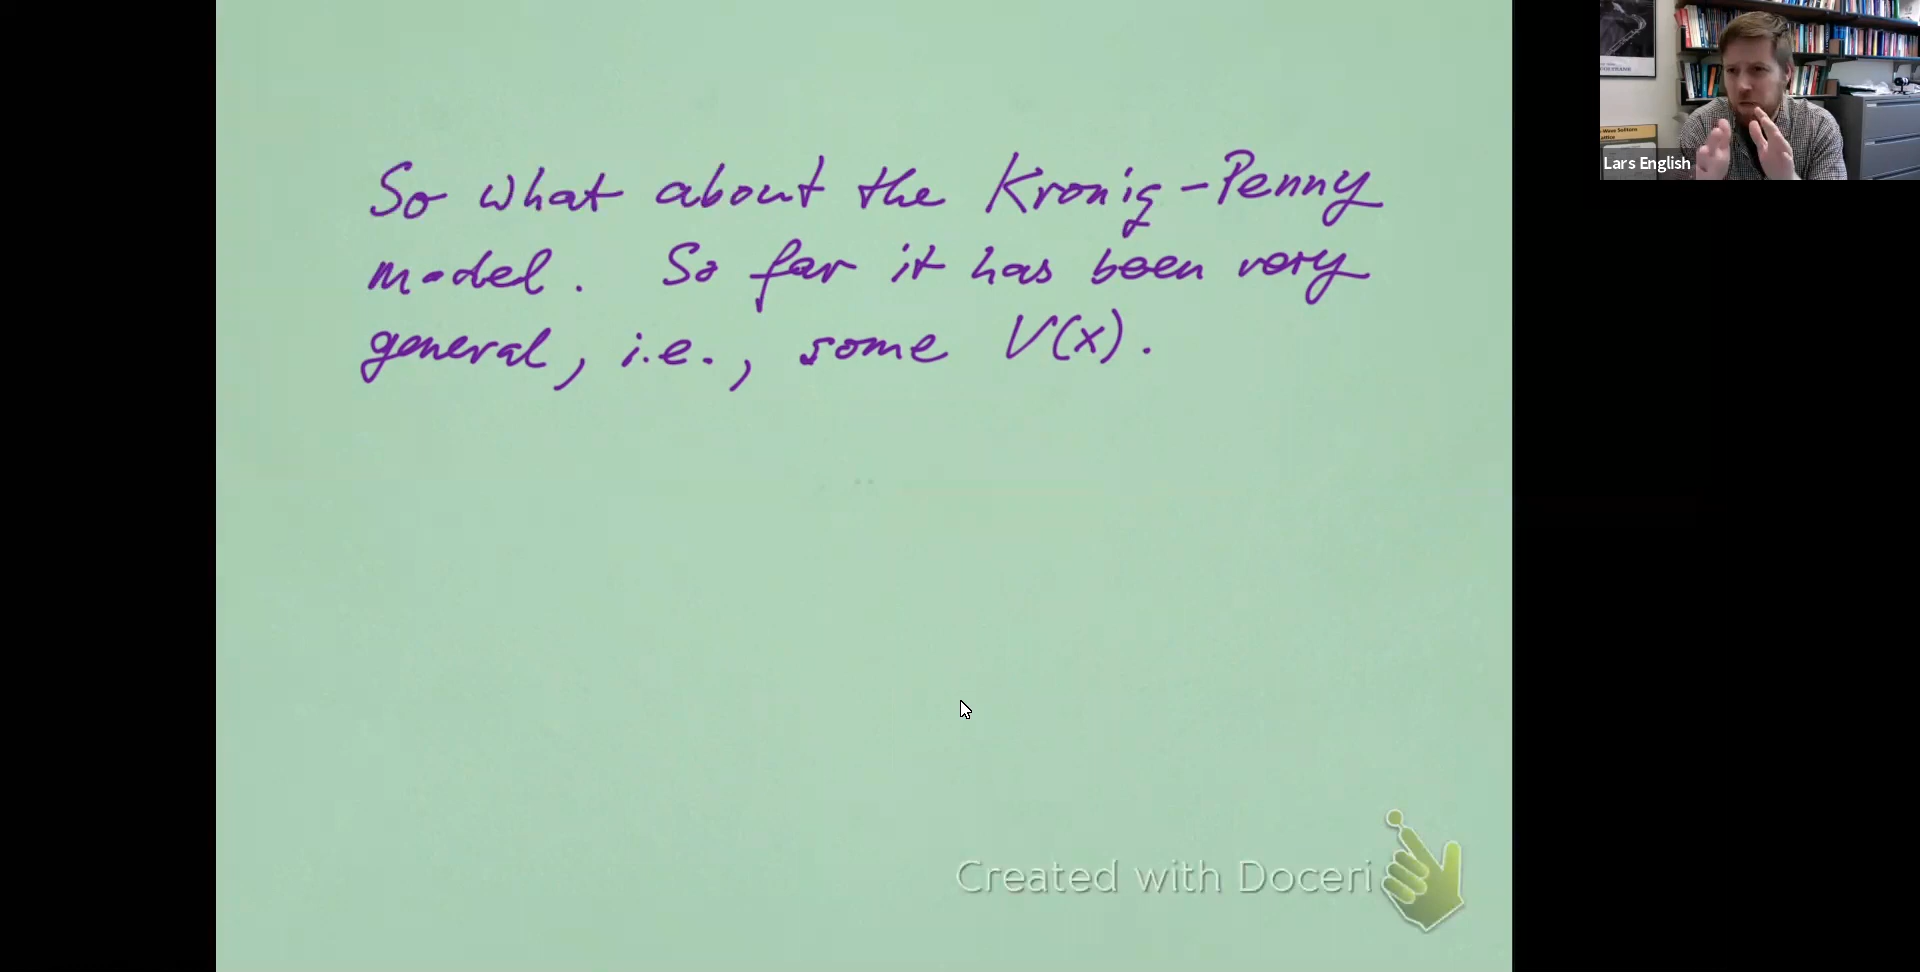 So what about the Kronig-Penny
model. So far it has been very
general, i.e., some V(x).
Created with Doceri
Lars English